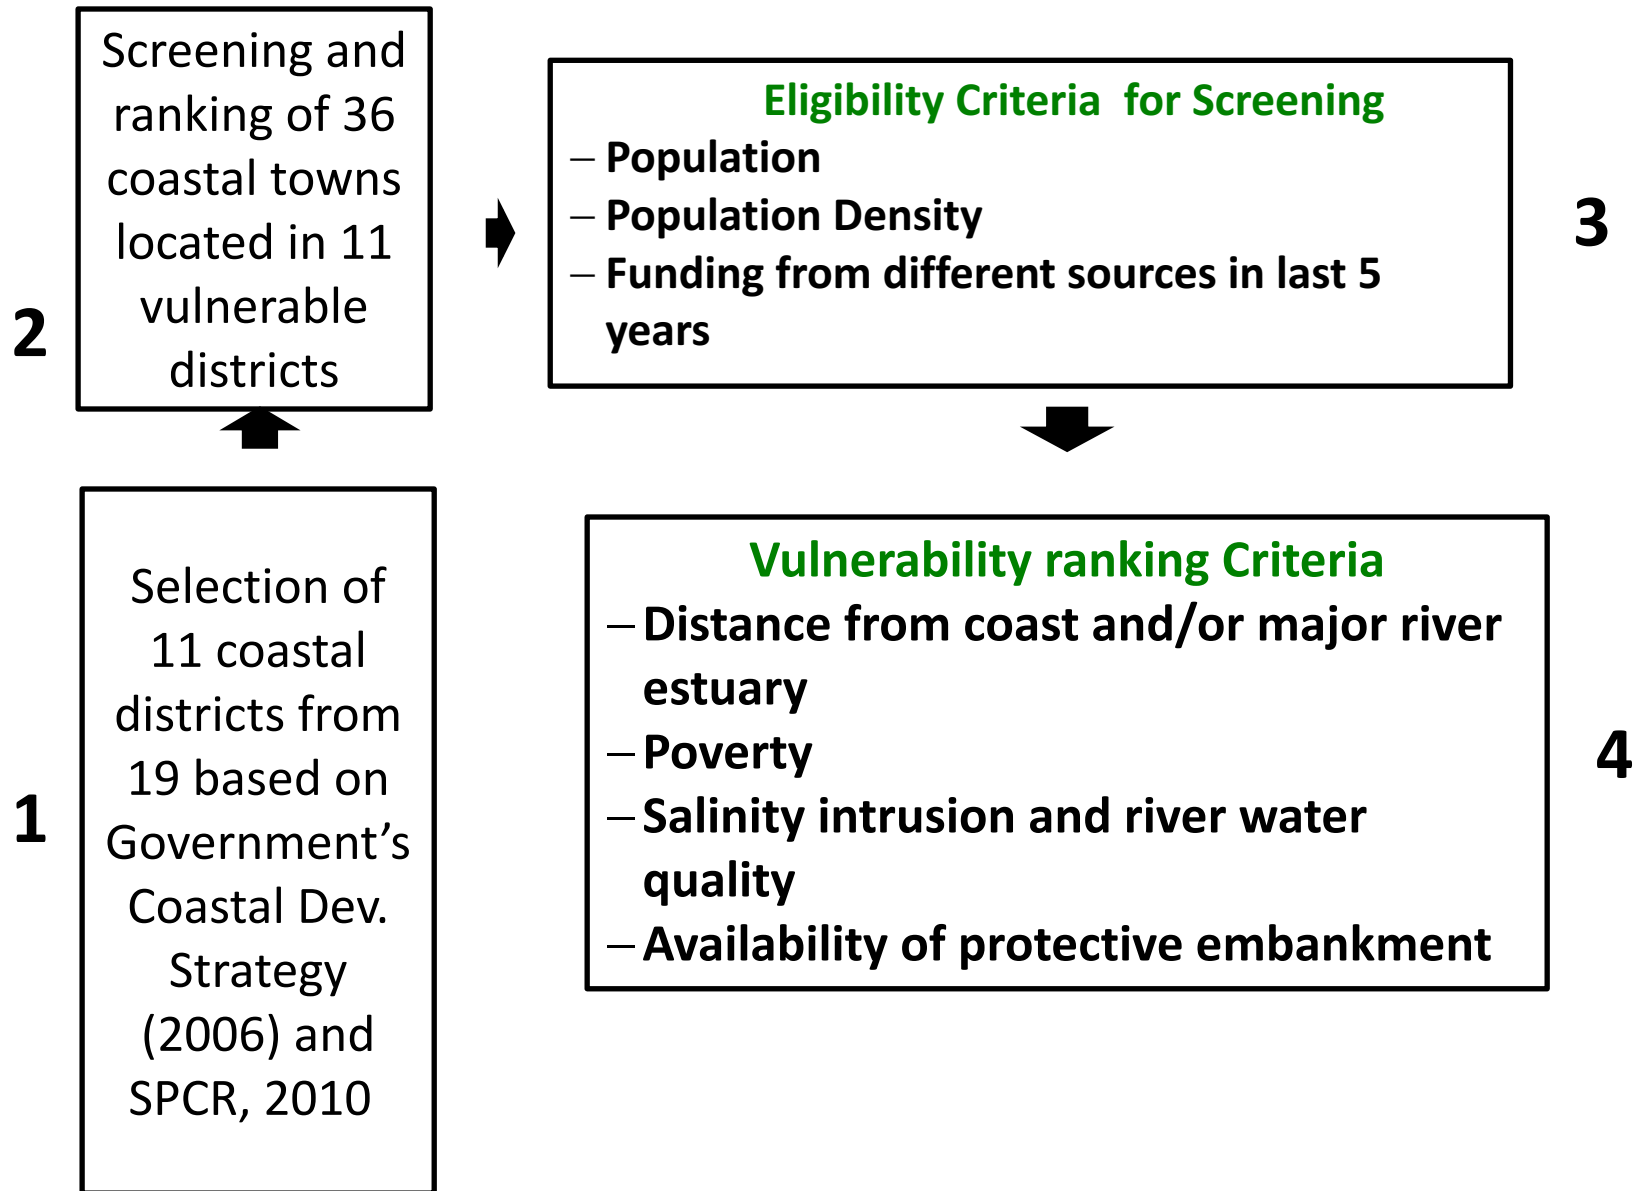 Screening and
ranking of 36
coastal towns
located in 11
vulnerable
districts
2
Eligibility Criteria  for Screening
– Population
– Population Density
– Funding from different sources in last 5
years
3
Selection of
11 coastal
districts from
19 based on
Government’s
Coastal Dev.
Strategy
(2006) and
SPCR, 2010
1
Vulnerability ranking Criteria
– Distance from coast and/or major river
estuary
– Poverty
– Salinity intrusion and river water
quality
– Availability of protective embankment
4